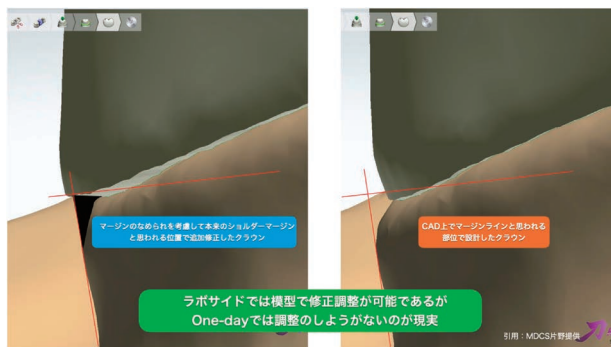 マージンのなめられを考慮して本来のショルダーマージン
と思われる位置で追加修正したクラウン
CAD上でマージンラインと思われる
部位で設計したクラウン
ラボサイドでは模型で修正調整が可能であるが
One-dayでは調整のしようがないのが現実
引用：MDCS片野提供